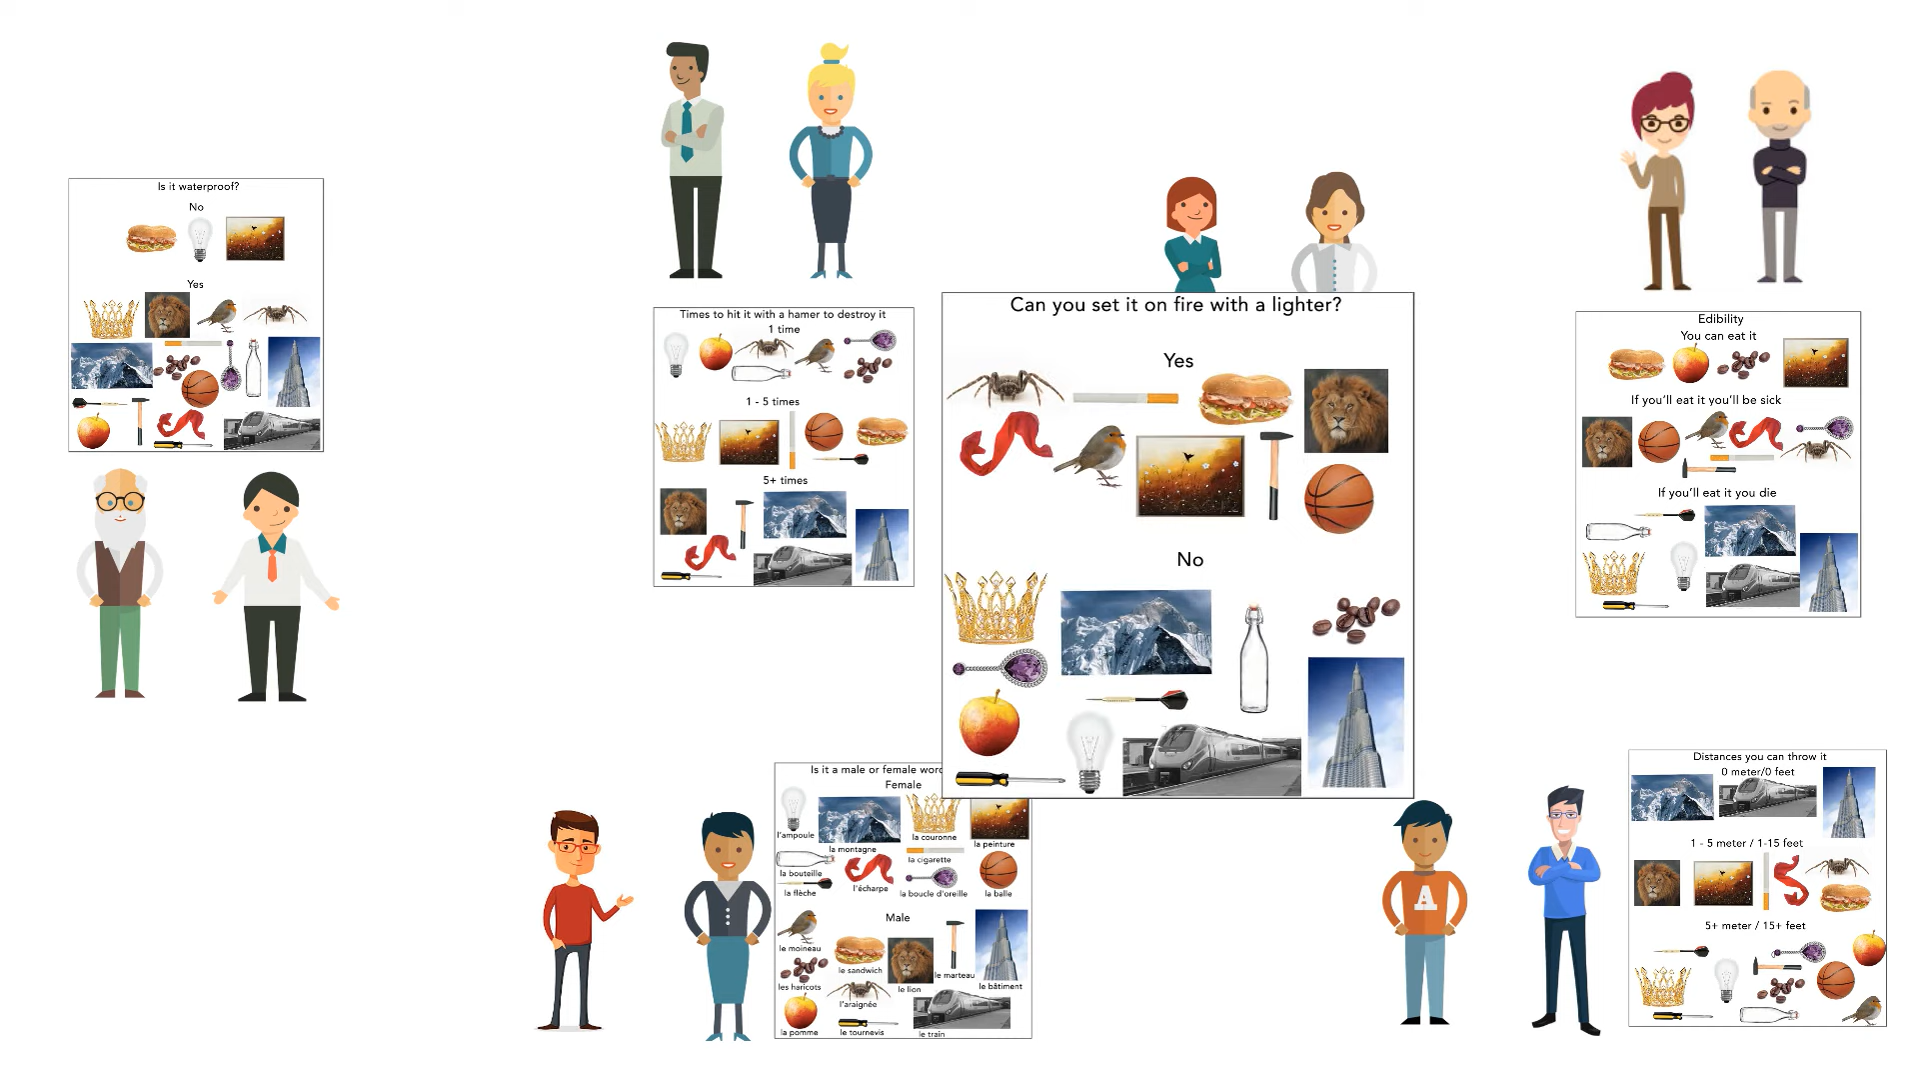 Is it waterproof?
No
Yes
Times to hit it with a hamer to destroy it
1 time
1 - 5 times
5+ times
Can you set it on fire with a lighter?
Yes
No
Edibility
You can eat it
If you'll eat it you'll be sick
If you'll eat it you die
Is it a male or female word
Female
l'ampoule
la montagne
la couronne
la peinture
la bouteille
la cigarette
la flèche
l'écharpe
la boucle d'oreille
la balle
Male
le moineau
le sandwich
le lion
le marteau
le bâtiment
les haricots
l'araignée
la pomme
le tournevis
le train
A
Distances you can throw it
0 meter/0 feet
1 - 5 meter / 1-15 feet
5+ meter / 15+ feet